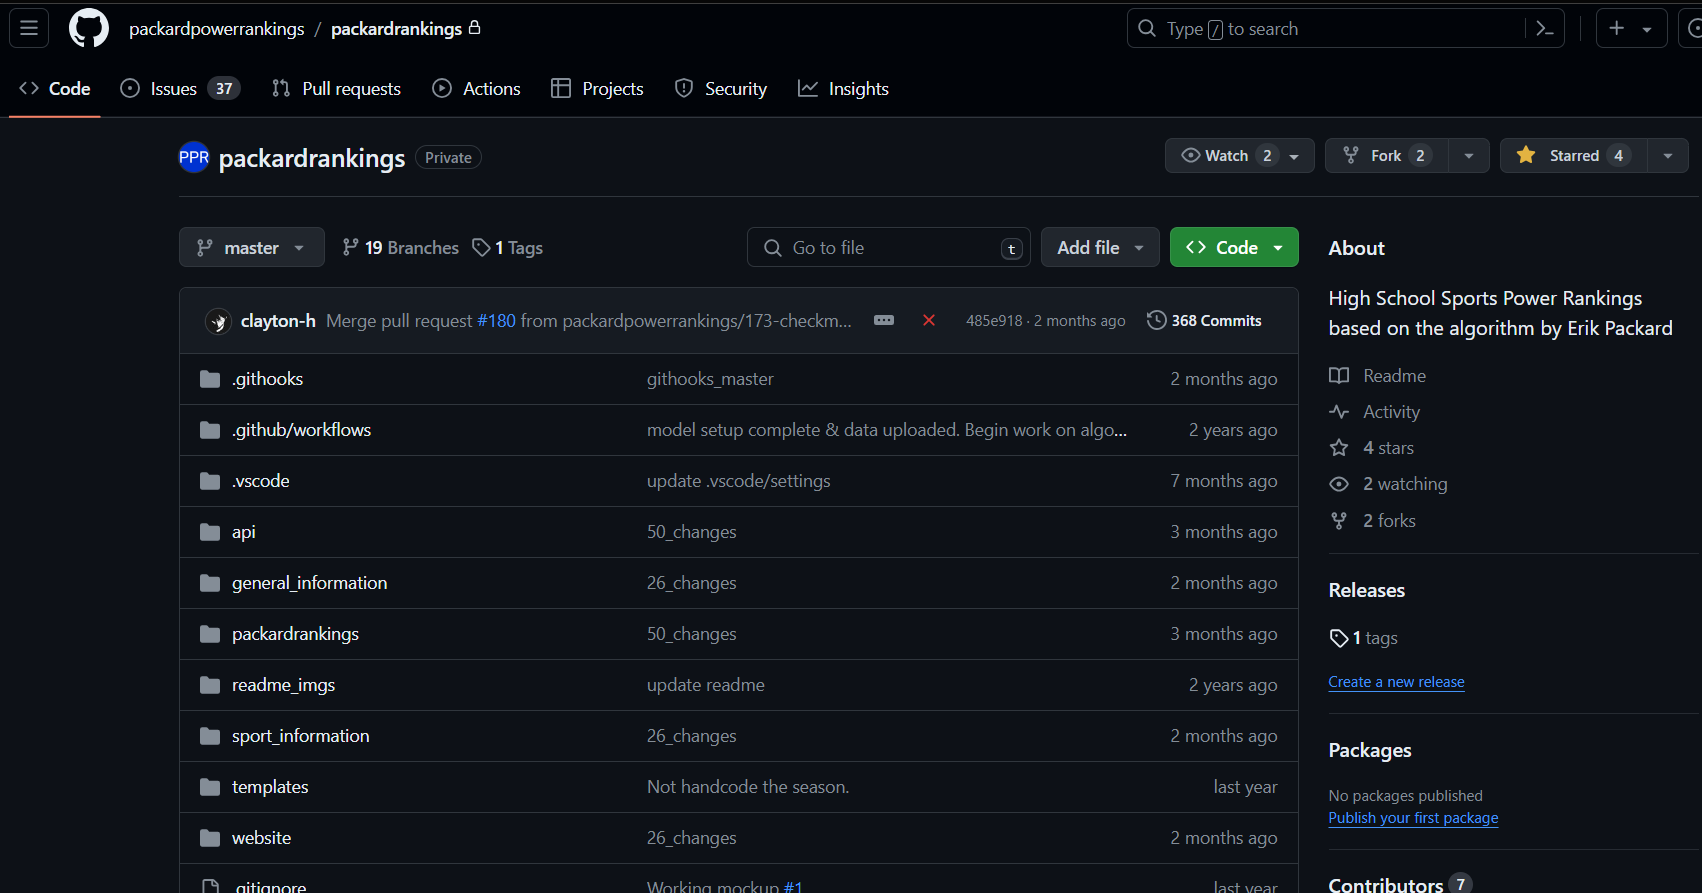 packardpowerrankings / packardrankings
Type / to search
Code
Issues 37
Pull requests
Actions
Projects
Security
Insights
PPR packardrankings Private
Watch 2
Fork 2
Starred 4
master
19 Branches
1 Tags
Go to file t
Add file
Code
clayton-h Merge pull request #180 from packardpowerrankings/173-checkm... 485e918 · 2 months ago 368 Commits
.githooks githooks_master 2 months ago
.github/workflows model setup complete & data uploaded. Begin work on algo... 2 years ago
.vscode update .vscode/settings 7 months ago
api 50_changes 3 months ago
general_information 26_changes 2 months ago
packardrankings 50_changes 3 months ago
readme_imgs update readme 2 years ago
sport_information 26_changes 2 months ago
templates Not handcode the season. last year
website 26_changes 2 months ago
.gitignore Working mockup #1 last year
About
High School Sports Power Rankings
based on the algorithm by Erik Packard
Readme
Activity
4 stars
2 watching
2 forks
Releases
1 tags
Create a new release
Packages
No packages published
Publish your first package
Contributors 7